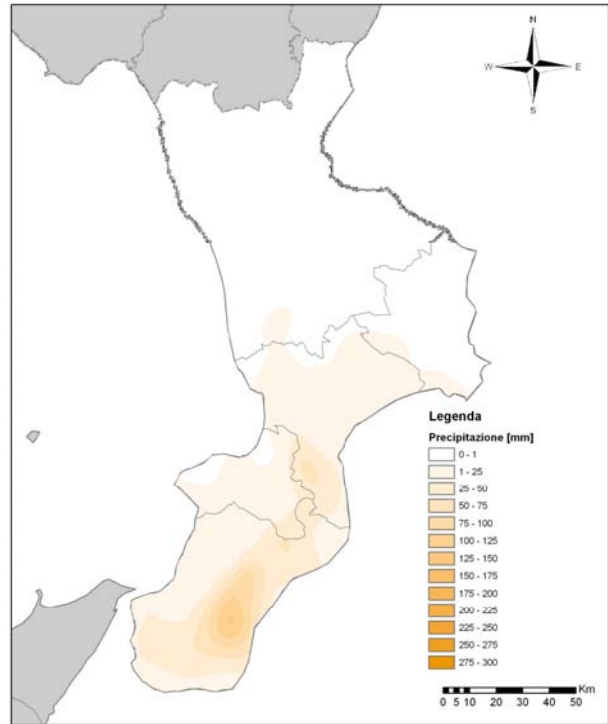 N
W E
S
Legenda
Precipitazione [mm]
0 - 1
1 - 25
25 - 50
50 - 75
75 - 100
100 - 125
125 - 150
150 - 175
175 - 200
200 - 225
225 - 250
250 - 275
275 - 300
Km
0 5 10 20 30 40 50